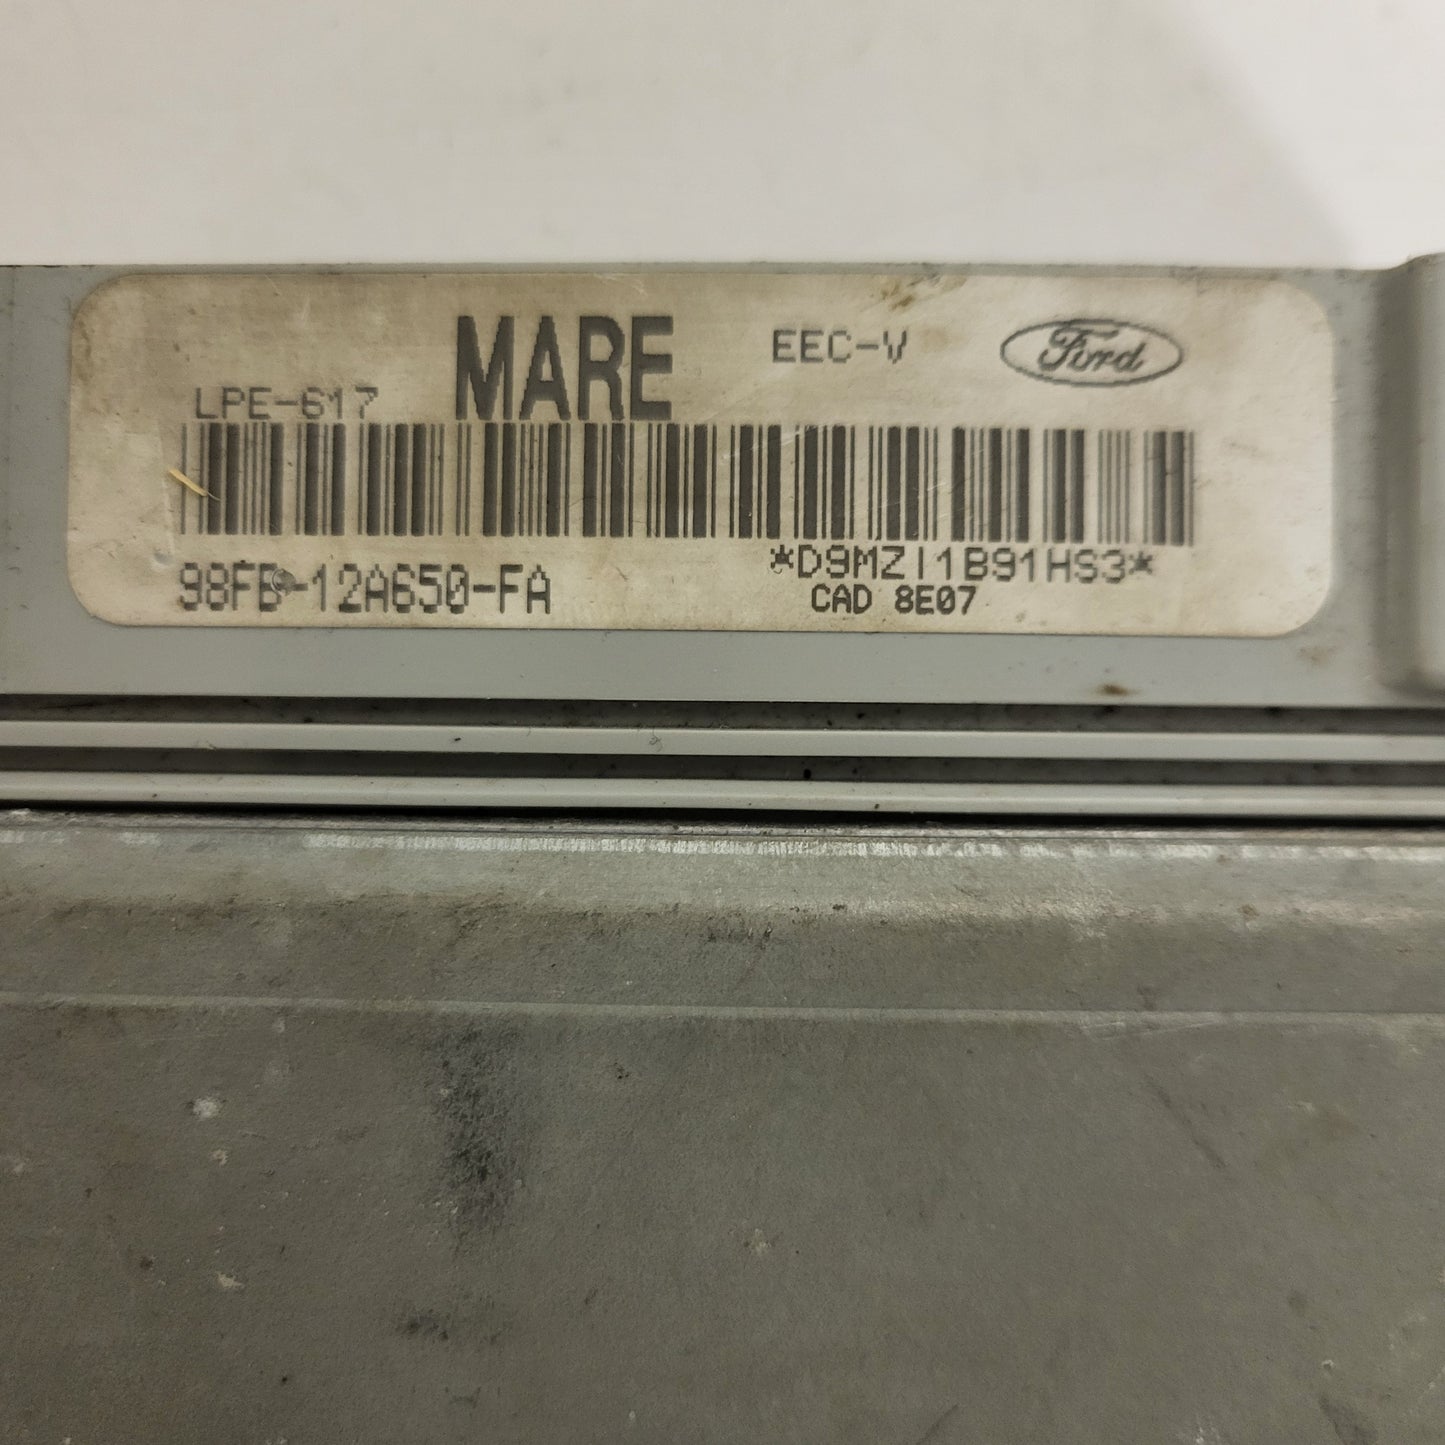 MARE EEC-V Ford
LPE-617
*D9MZI1B91HS3*
98FB-12A650-FA
CAD 8E07